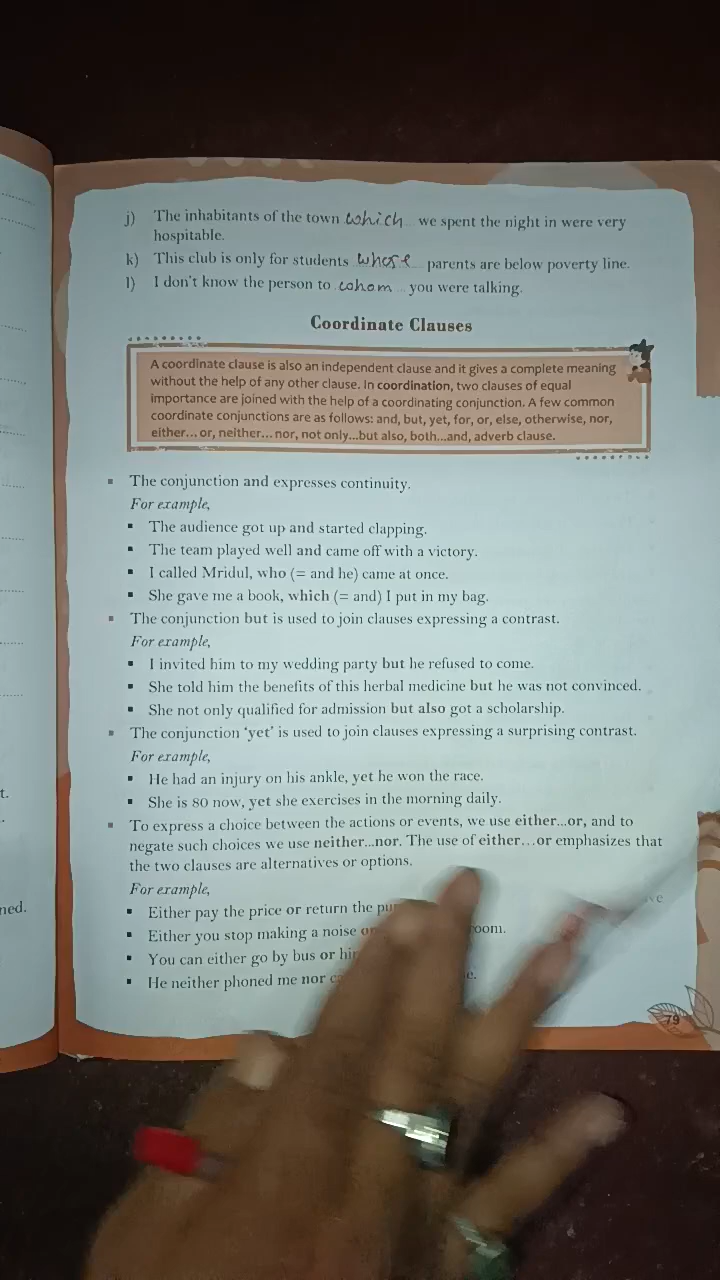 j) The inhabitants of the town which we spent the night in were very
hospitable.
k) This club is only for students whose parents are below poverty line.
l) I don't know the person to whom you were talking.
Coordinate Clauses
A coordinate clause is also an independent clause and it gives a complete meaning
without the help of any other clause. In coordination, two clauses of equal
importance are joined with the help of a coordinating conjunction. A few common
coordinate conjunctions are as follows: and, but, yet, for, or, else, otherwise, nor,
either... or, neither... nor, not only...but also, both...and, adverb clause.
▪ The conjunction and expresses continuity.
For example,
▪ The audience got up and started clapping.
▪ The team played well and came off with a victory.
▪ I called Mridul, who (= and he) came at once.
▪ She gave me a book, which (= and) I put in my bag.
▪ The conjunction but is used to join clauses expressing a contrast.
For example,
▪ I invited him to my wedding party but he refused to come.
▪ She told him the benefits of this herbal medicine but he was not convinced.
▪ She not only qualified for admission but also got a scholarship.
▪ The conjunction 'yet' is used to join clauses expressing a surprising contrast.
For example,
▪ He had an injury on his ankle, yet he won the race.
▪ She is 80 now, yet she exercises in the morning daily.
▪ To express a choice between the actions or events, we use either...or, and to
negate such choices we use neither...nor. The use of either...or emphasizes that
the two clauses are alternatives or options.
For example,
▪ Either pay the price or return the
▪ Either you stop making a noise
▪ You can either go by bus or
▪ He neither phoned me nor
t.
ned.
79